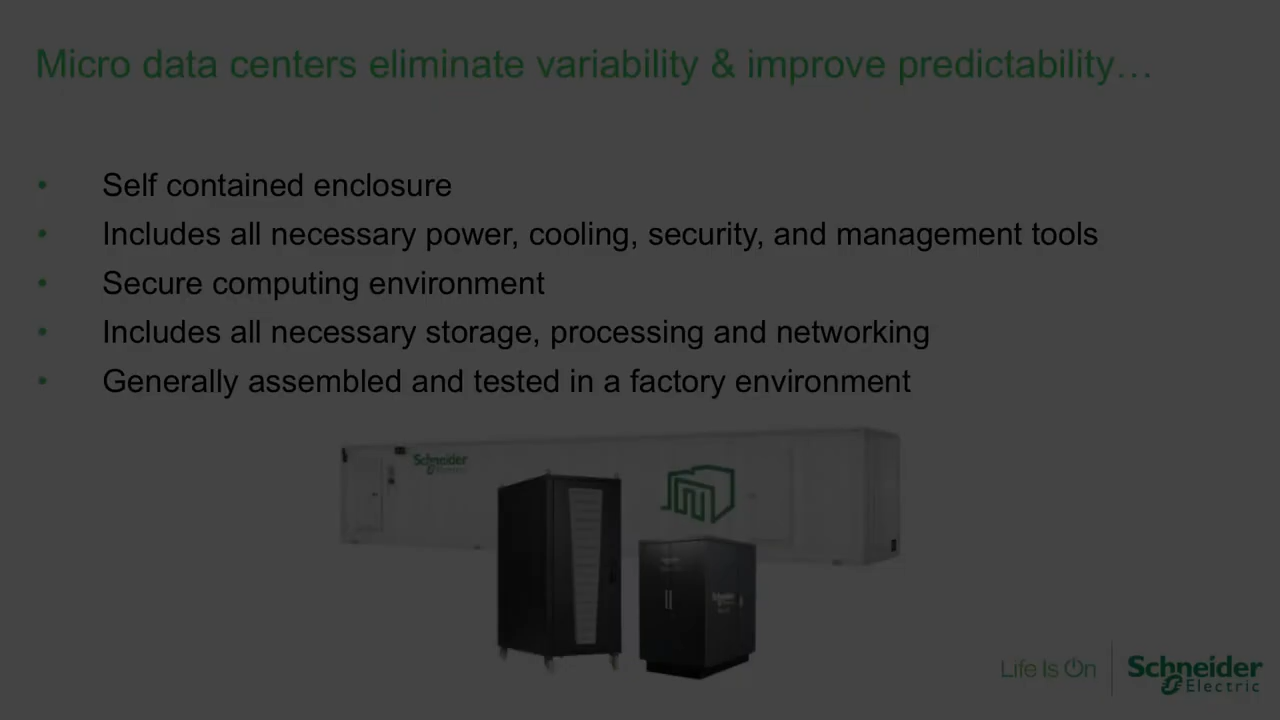 Micro data centers eliminate variability & improve predictability…
• Self contained enclosure
• Includes all necessary power, cooling, security, and management tools
• Secure computing environment
• Includes all necessary storage, processing and networking
• Generally assembled and tested in a factory environment
Schneider
Electric
Schneider
Life Is On
Schneider
Electric